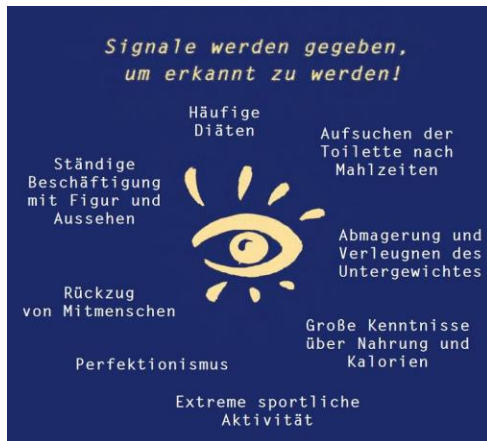 Signale werden gegeben,
um erkannt zu werden!
Häufige
Diäten
Aufsuchen der
Toilette nach
Mahlzeiten
Ständige
Beschäftigung
mit Figur und
Aussehen
Abmagerung und
Verleugnen des
Untergewichtes
Rückzug
von Mitmenschen
Große Kenntnisse
über Nahrung und
Kalorien
Perfektionismus
Extreme sportliche
Aktivität